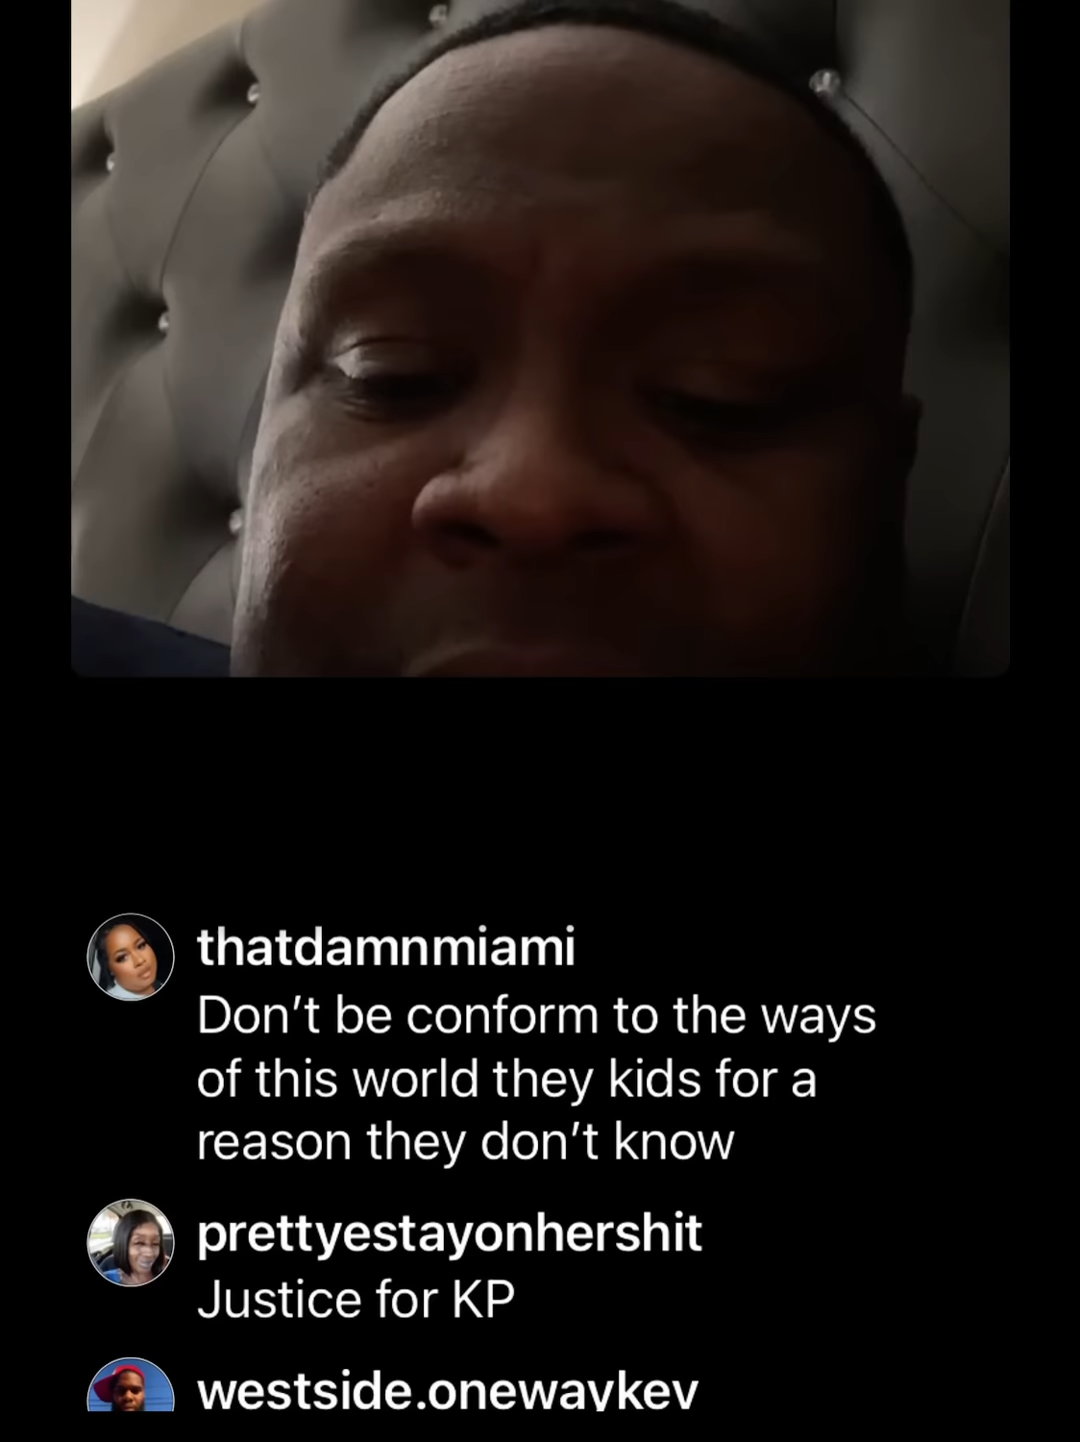 thatdamnmiami
Don’t be conform to the ways
of this world they kids for a
reason they don’t know
prettyestayonhershit
Justice for KP
westside.onewaykev